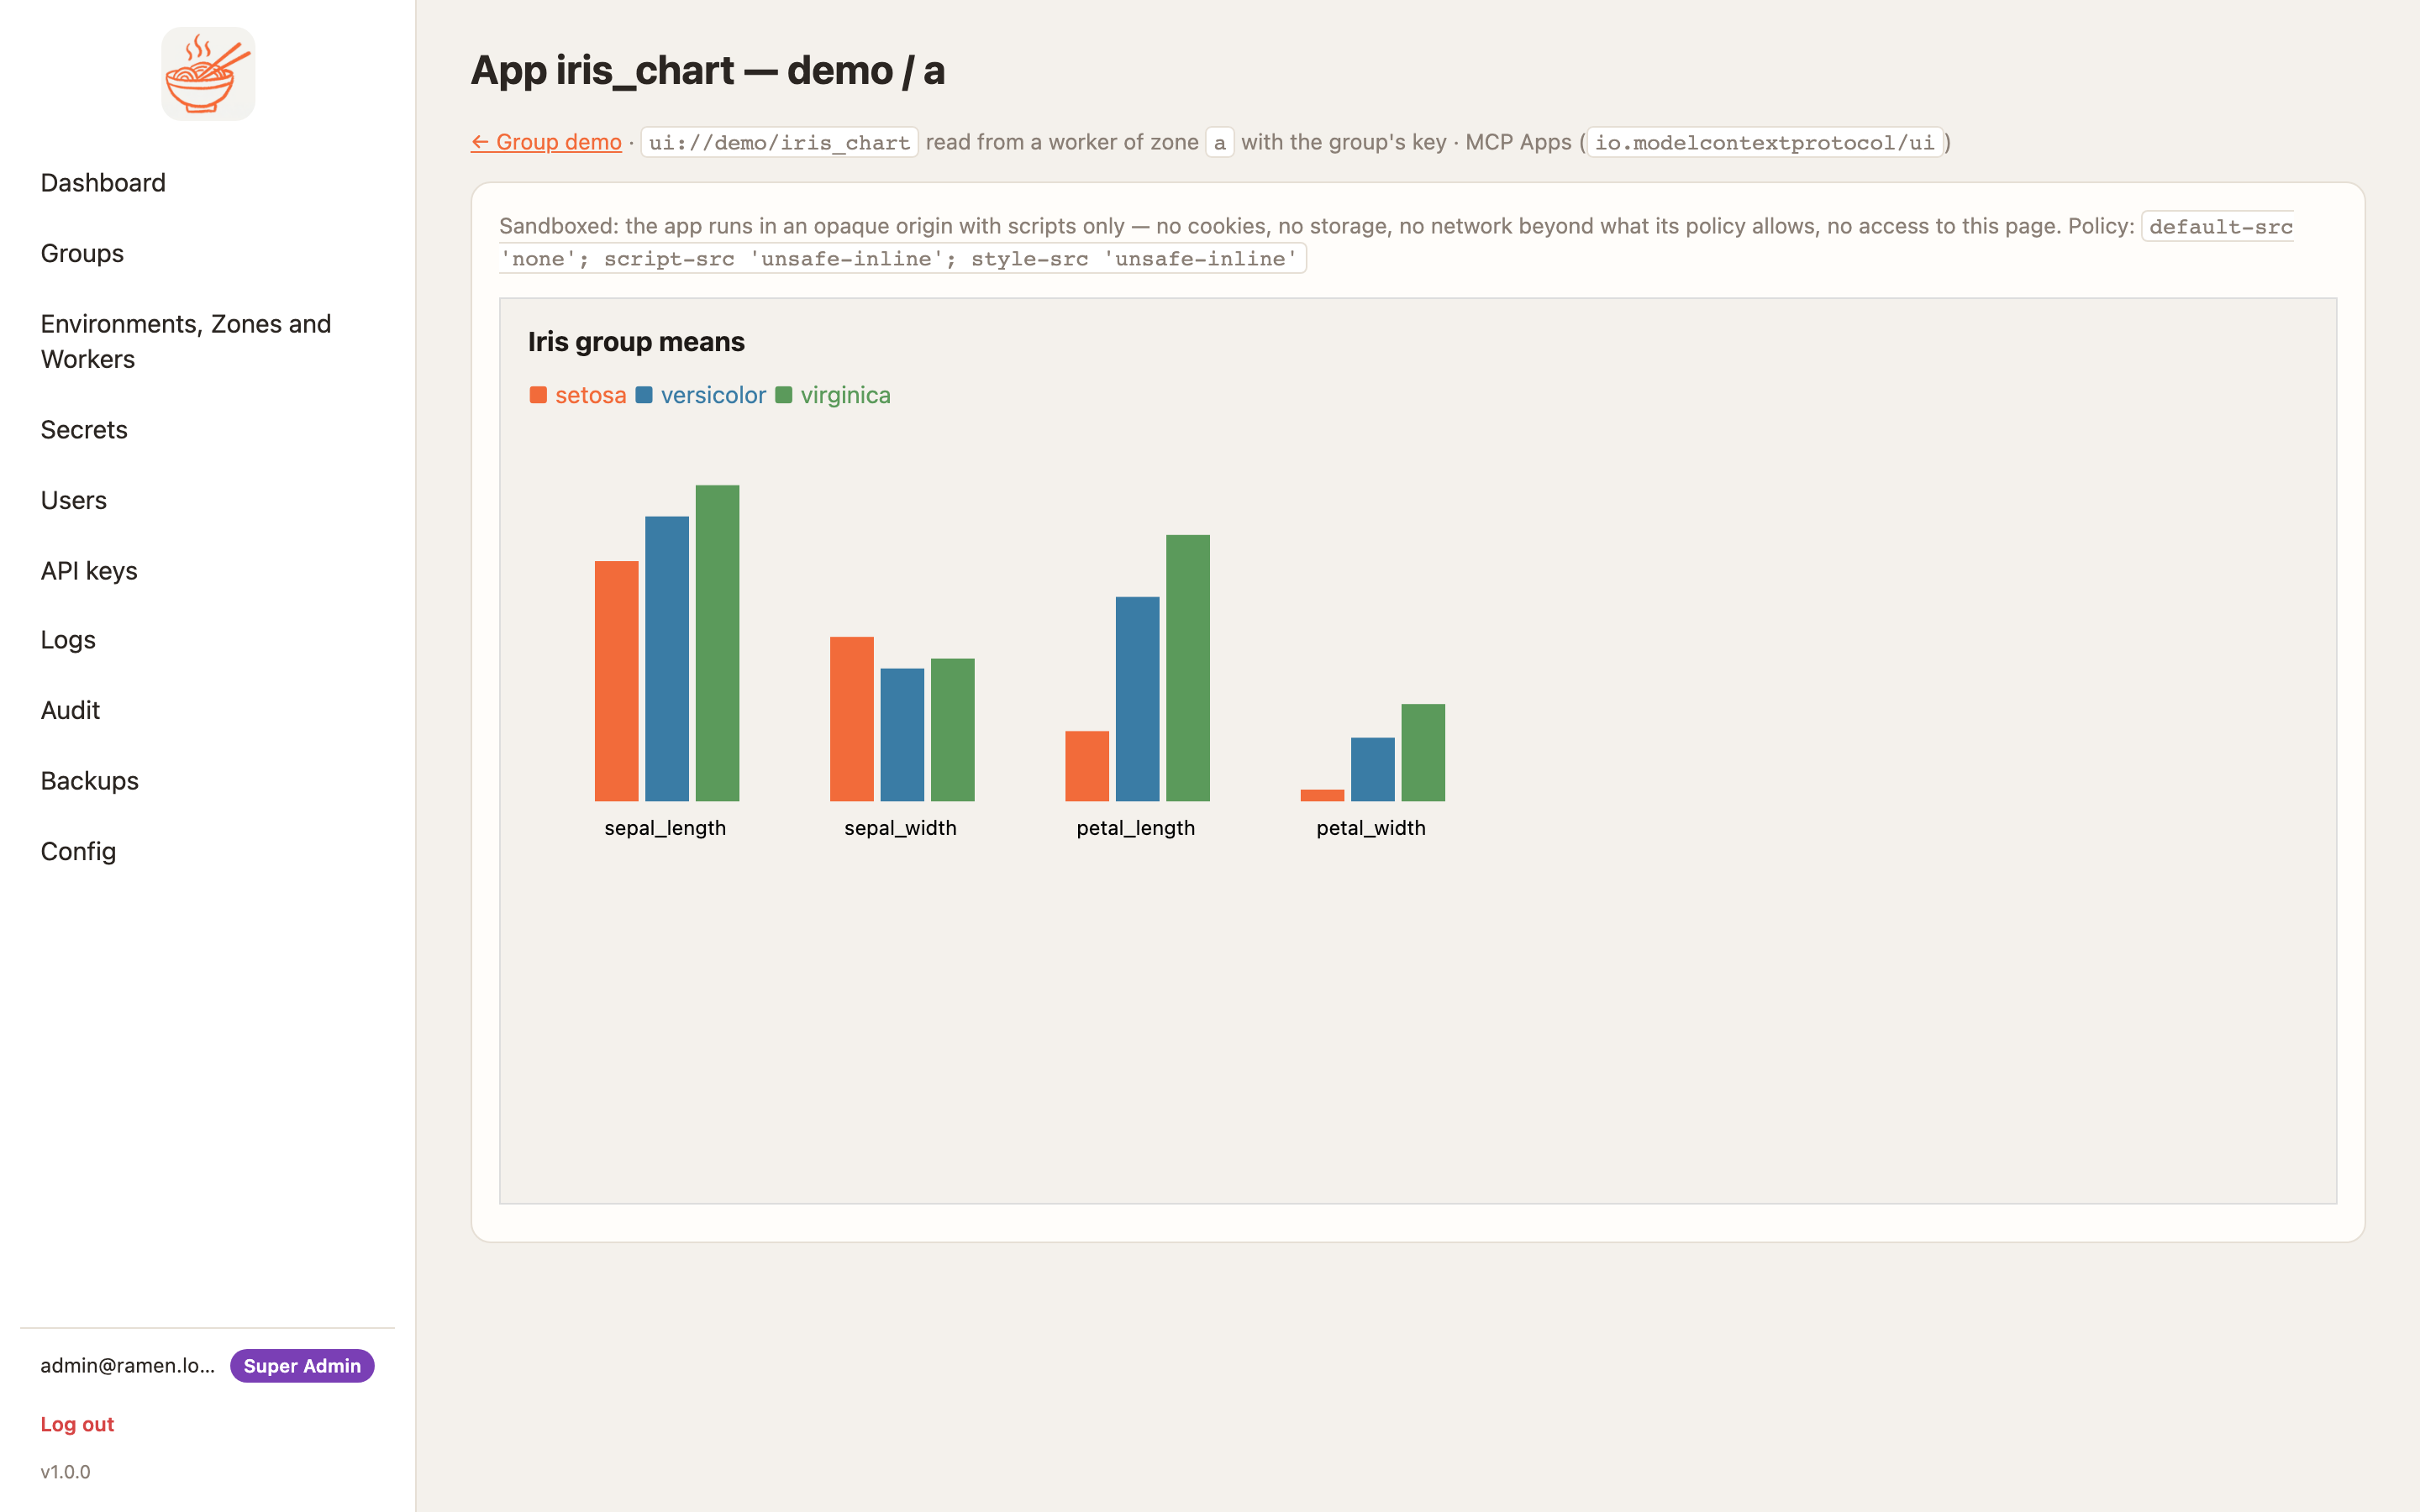 Dashboard
Groups
Environments, Zones and
Workers
Secrets
Users
API keys
Logs
Audit
Backups
Config
admin@ramen.lo...
Super Admin
Log out
v1.0.0
App iris_chart — demo / a
← Group demo · ui://demo/iris_chart read from a worker of zone a with the group's key · MCP Apps (io.modelcontextprotocol/ui)
Sandboxed: the app runs in an opaque origin with scripts only — no cookies, no storage, no network beyond what its policy allows, no access to this page. Policy: default-src
'none'; script-src 'unsafe-inline'; style-src 'unsafe-inline'
Iris group means
setosa versicolor virginica
sepal_length sepal_width petal_length petal_width